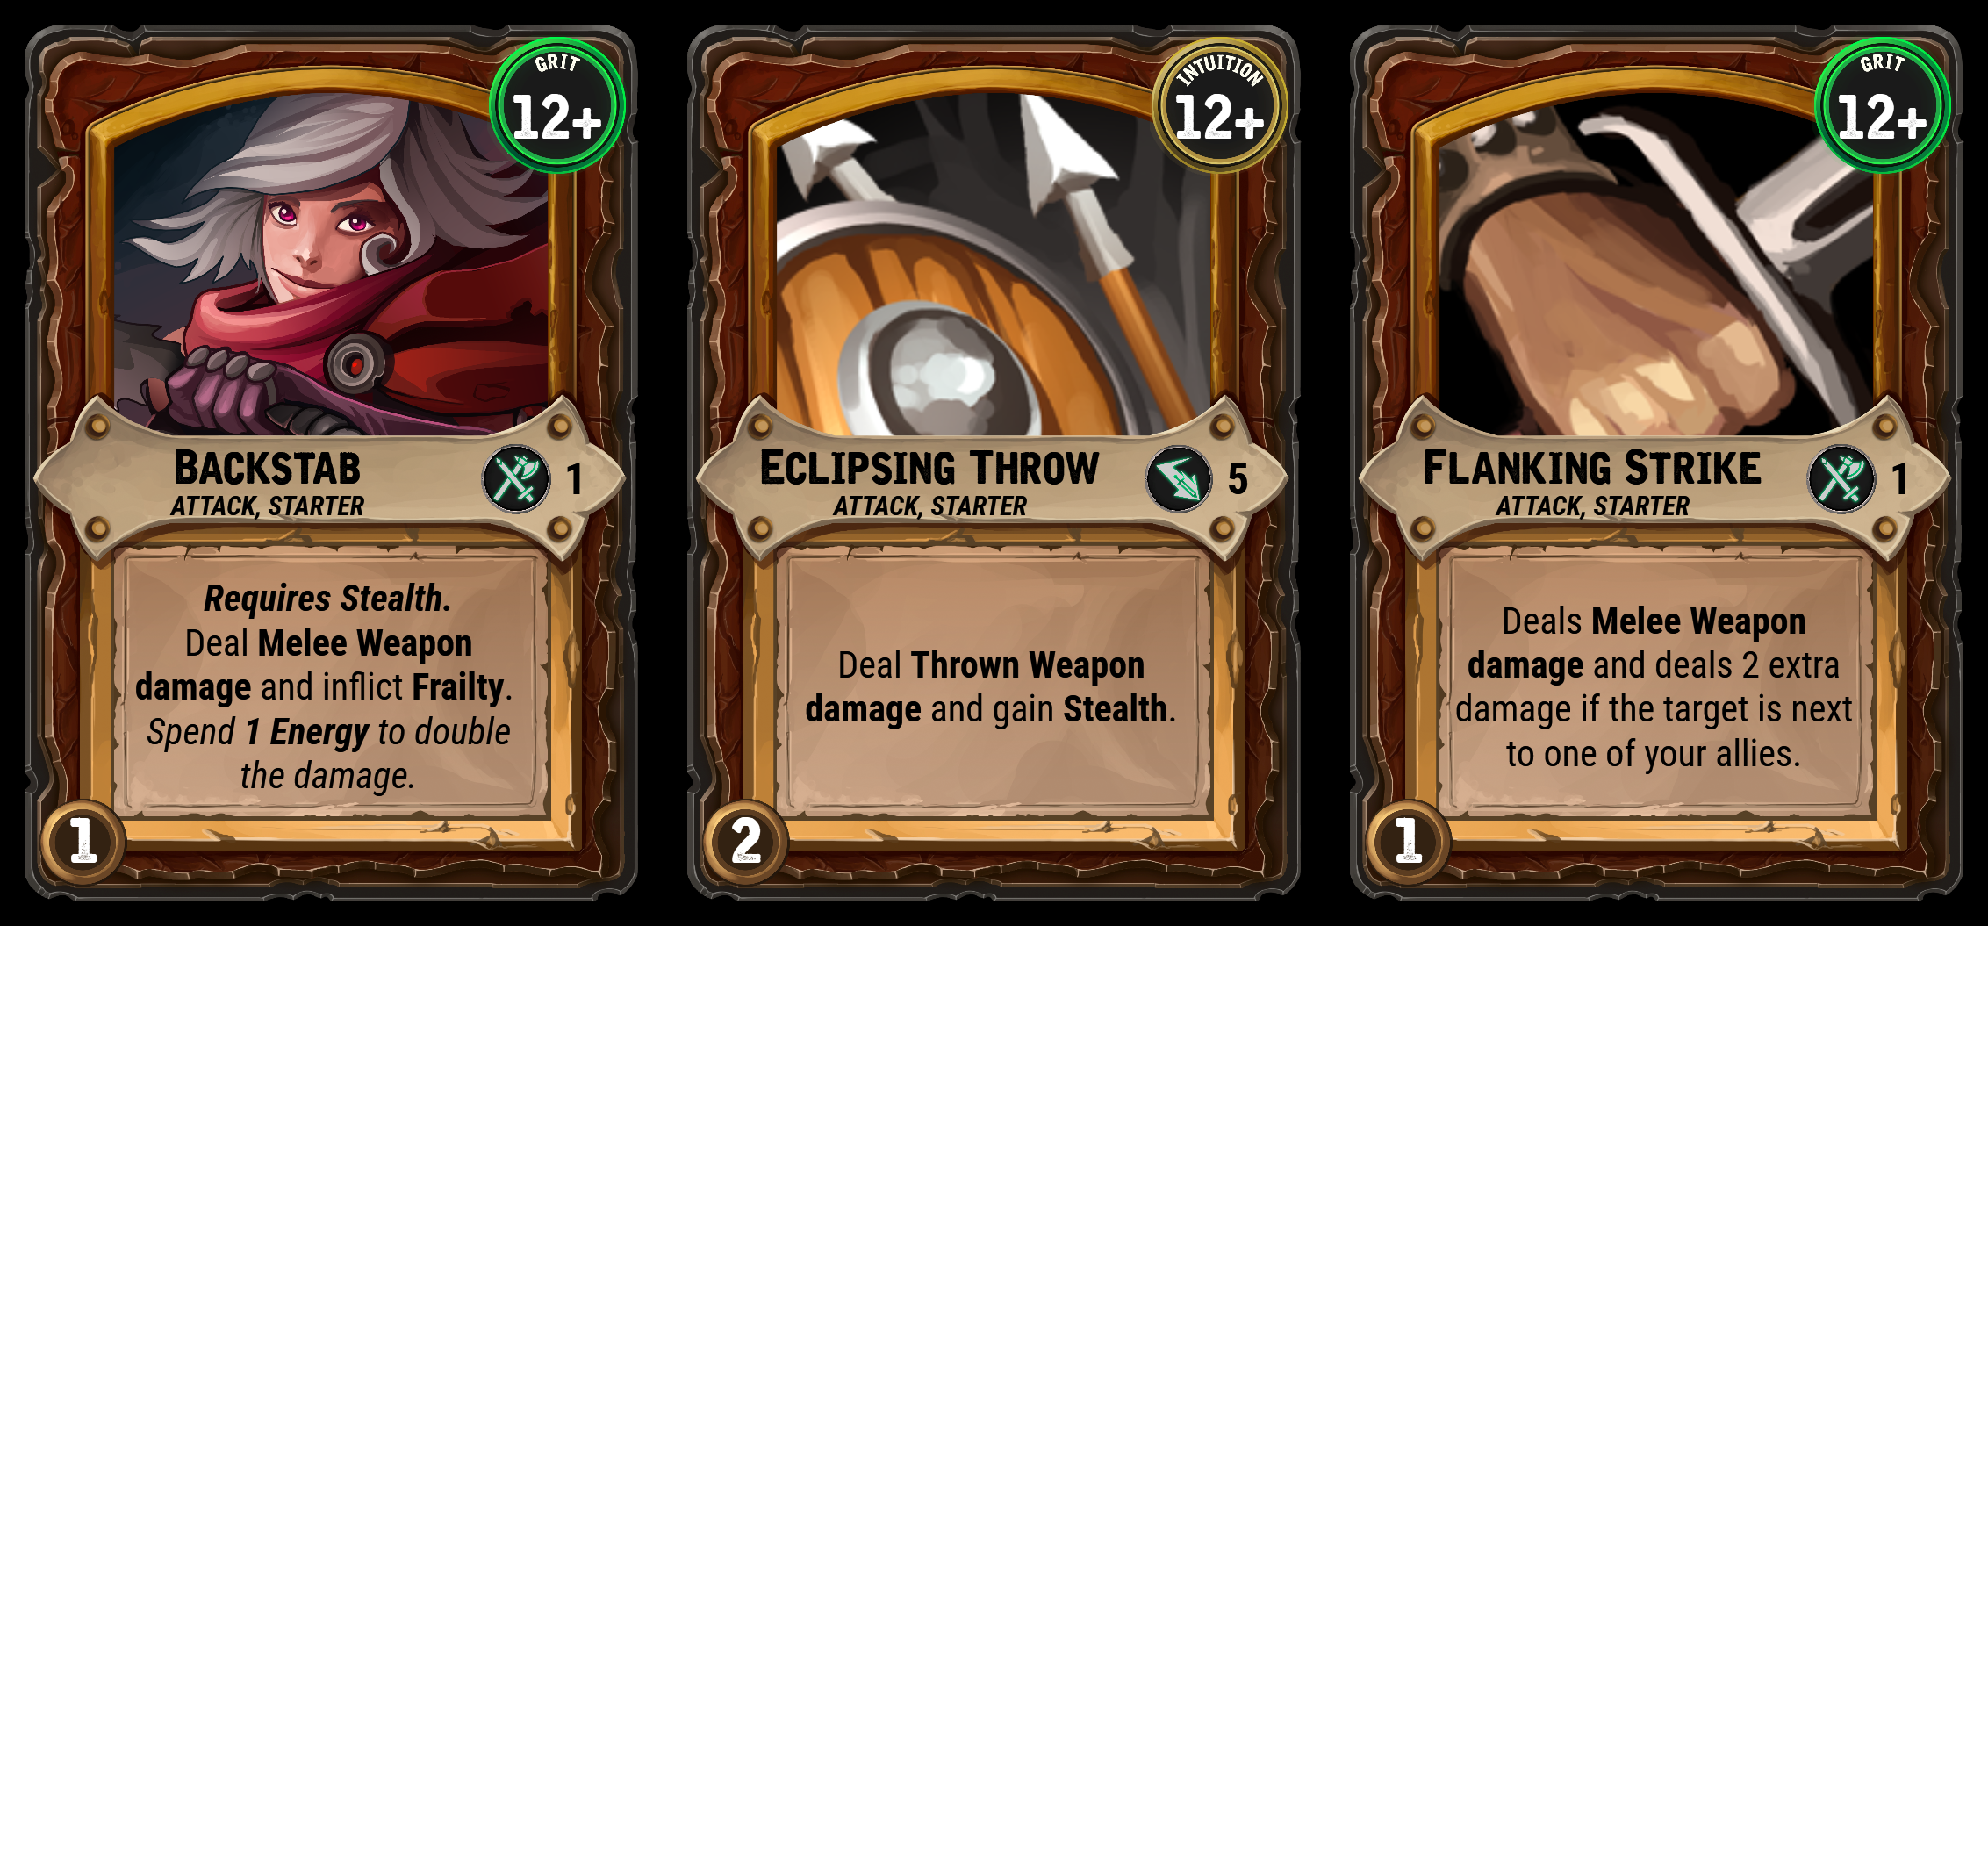 GRIT
12+
BACKSTAB
ATTACK, STARTER
1
Requires Stealth.
Deal Melee Weapon
damage and inflict Frailty.
Spend 1 Energy to double
the damage.
1
INTUITION
12+
ECLIPSING THROW
ATTACK, STARTER
5
Deal Thrown Weapon
damage and gain Stealth.
2
GRIT
12+
FLANKING STRIKE
ATTACK, STARTER
1
Deals Melee Weapon
damage and deals 2 extra
damage if the target is next
to one of your allies.
1